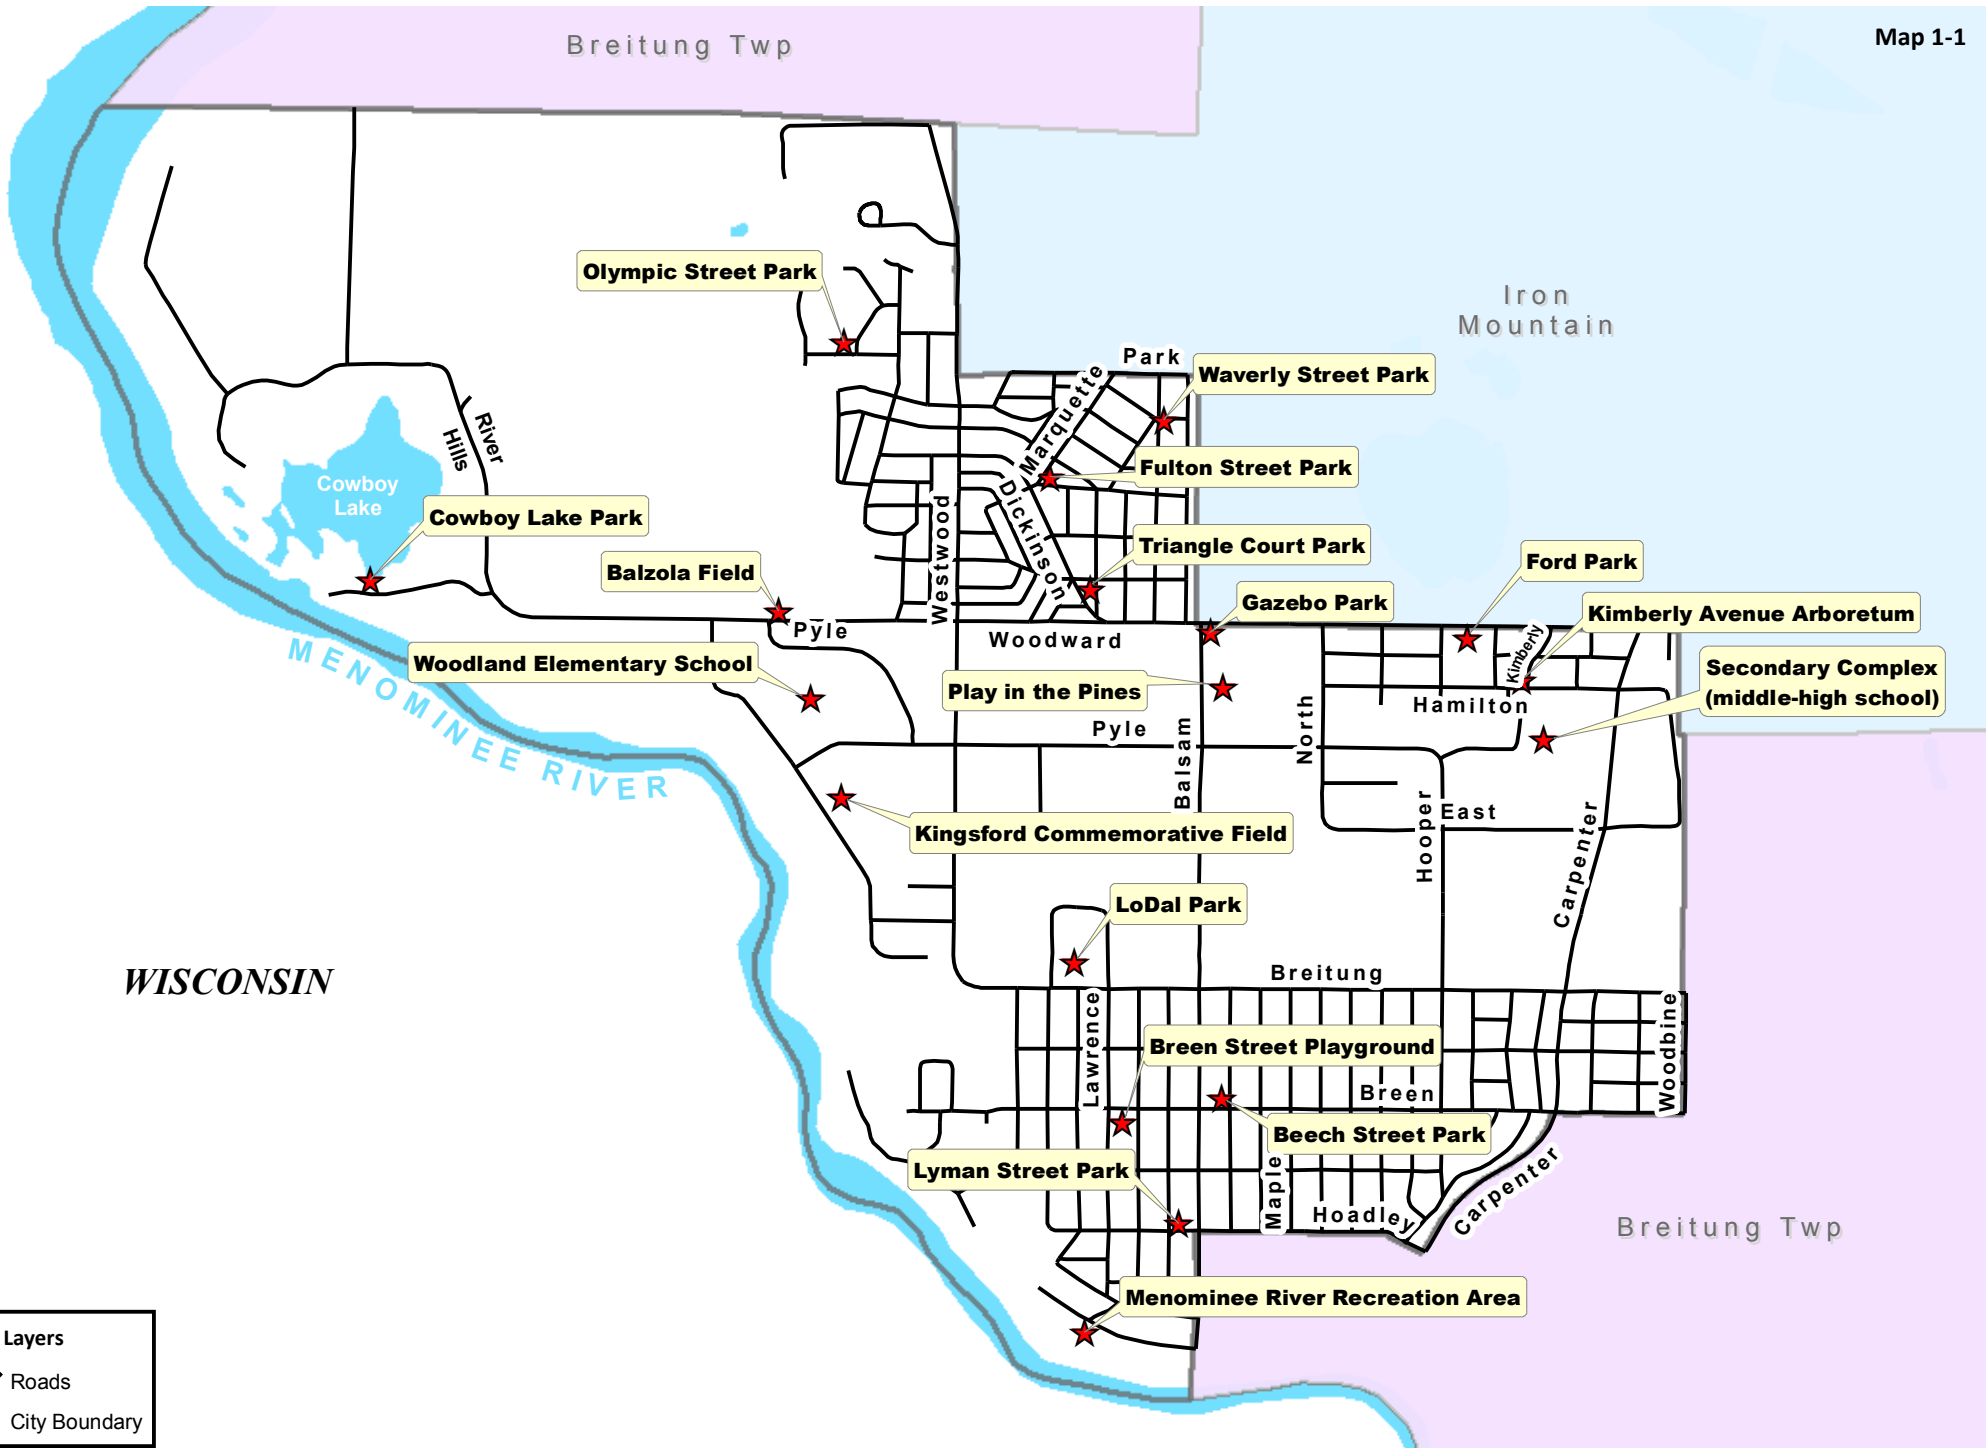 Breitung Twp
Map 1-1
Olympic Street Park
Iron
Mountain
Park
Waverly Street Park
Marquette
River
Hills
Fulton Street Park
Cowboy
Lake
Cowboy Lake Park
Dickinson
Westwood
Triangle Court Park
Balzola Field
Ford Park
Gazebo Park
Kimberly Avenue Arboretum
Pyle
Woodward
Kimberly
Woodland Elementary School
MENOMINEE RIVER
Play in the Pines
Secondary Complex
(middle-high school)
Hamilton
Pyle
North
Balsam
Kingsford Commemorative Field
Hooper
East
Carpenter
LoDal Park
WISCONSIN
Breitung
Lawrence
Woodbine
Breen Street Playground
Breen
Beech Street Park
Lyman Street Park
Maple
Hoadley
Carpenter
Breitung Twp
Menominee River Recreation Area
Layers
Roads
City Boundary